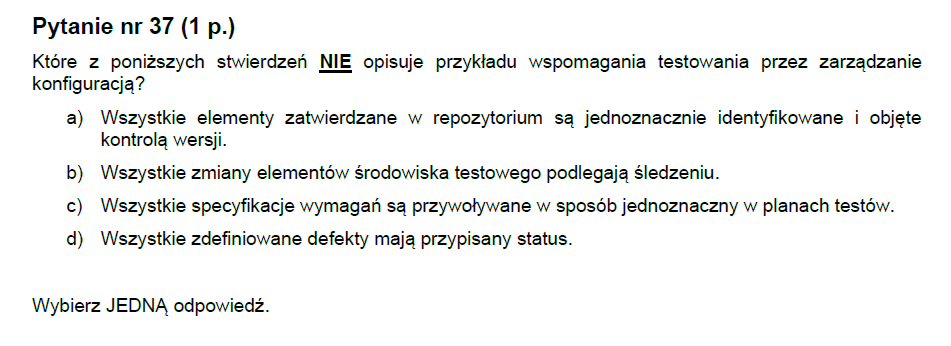 Pytanie nr 37 (1 p.)
Które z poniższych stwierdzeń NIE opisuje przykładu wspomagania testowania przez zarządzanie
konfiguracją?
a) Wszystkie elementy zatwierdzane w repozytorium są jednoznacznie identyfikowane i objęte
kontrolą wersji.
b) Wszystkie zmiany elementów środowiska testowego podlegają śledzeniu.
c) Wszystkie specyfikacje wymagań są przywoływane w sposób jednoznaczny w planach testów.
d) Wszystkie zdefiniowane defekty mają przypisany status.
Wybierz JEDNĄ odpowiedź.